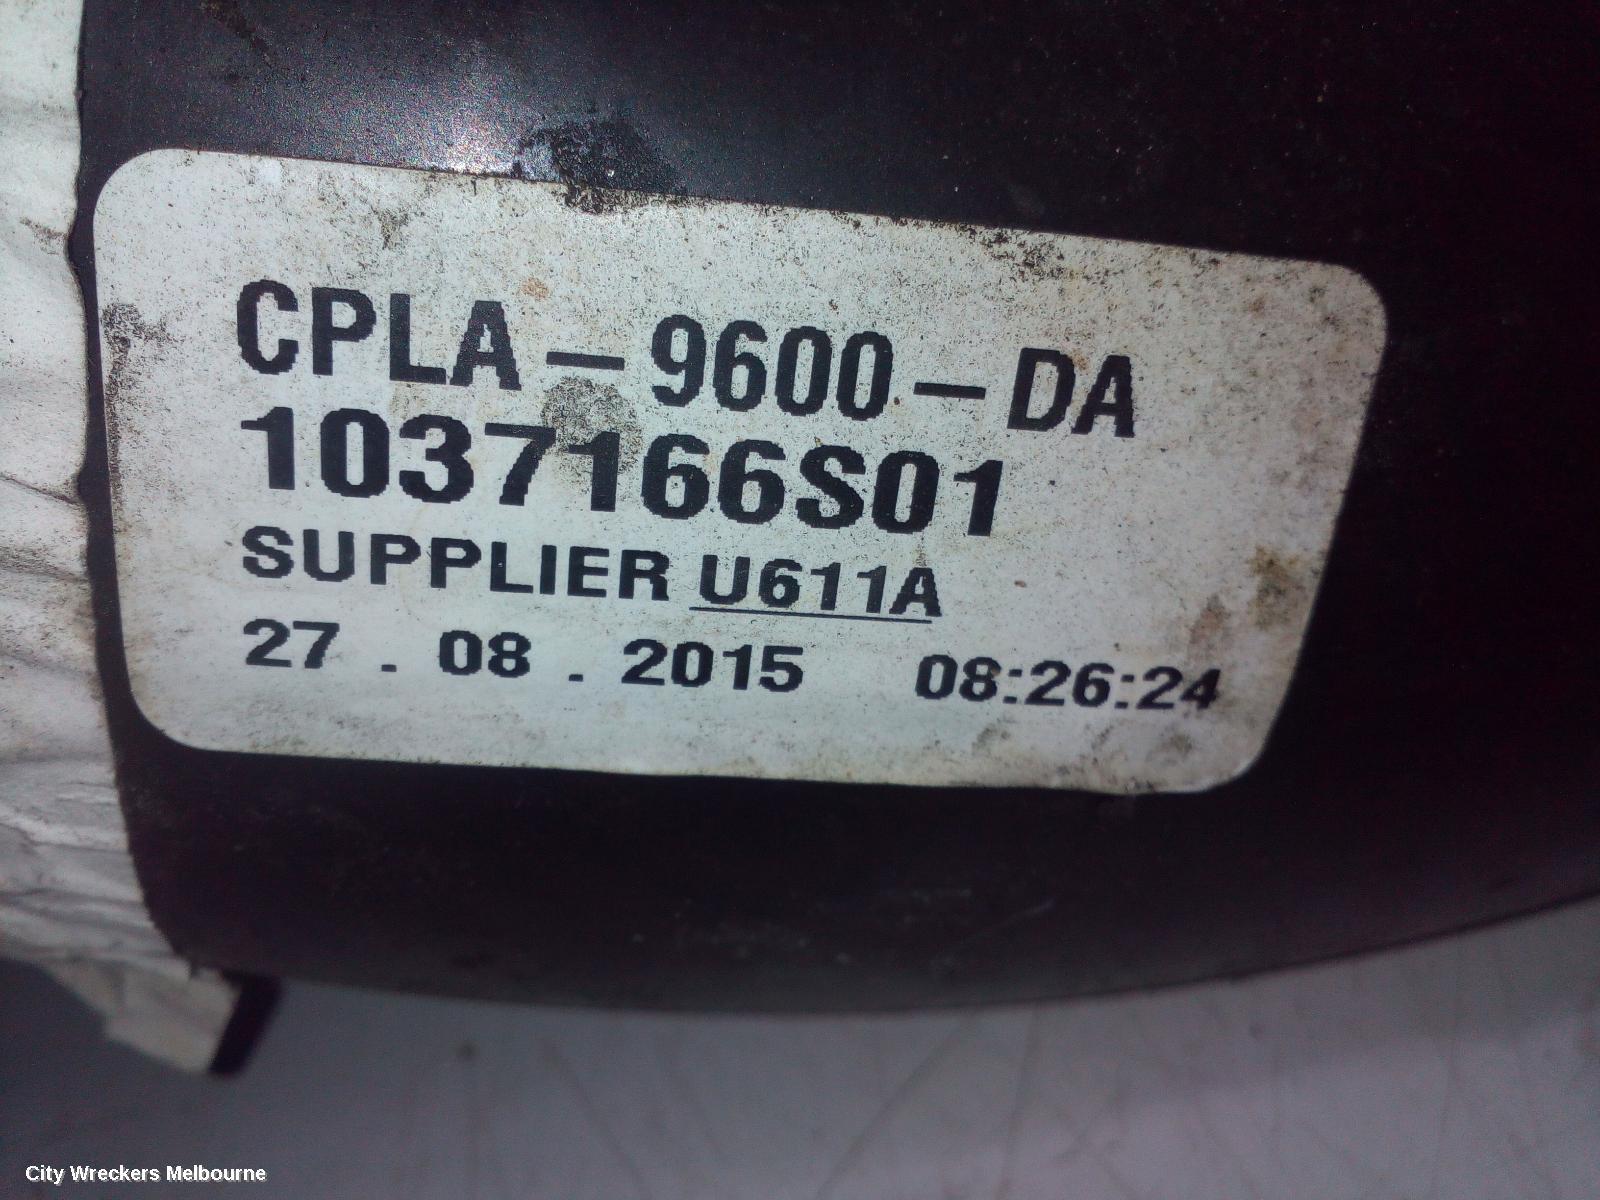 CPLA-9600-DA
1037166S01
SUPPLIER U611A
27 . 08 . 2015 08:26:24
City Wreckers Melbourne